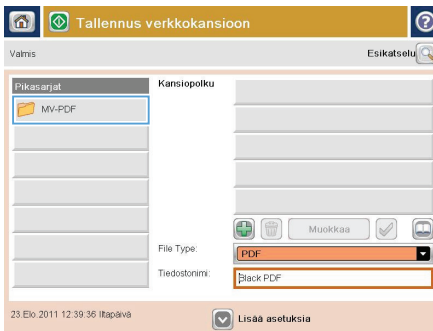 Tallennus verkkokansioon
Valmis
Esikatselu
Pikasarjat
Kansiopolku
MV-PDF
Muokkaa
File Type:
PDF
Tiedostonimi:
Black PDF
23.Elo.2011 12:39:36 Iltapäivä
Lisää asetuksia